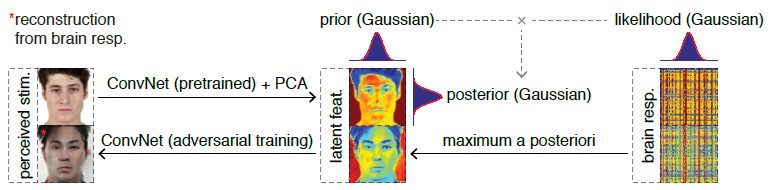 *reconstruction
from brain resp.
prior (Gaussian)
×
likelihood (Gaussian)
perceived stim.
*
ConvNet (pretrained) + PCA
ConvNet (adversarial training)
latent feat.
posterior (Gaussian)
maximum a posteriori
brain resp.